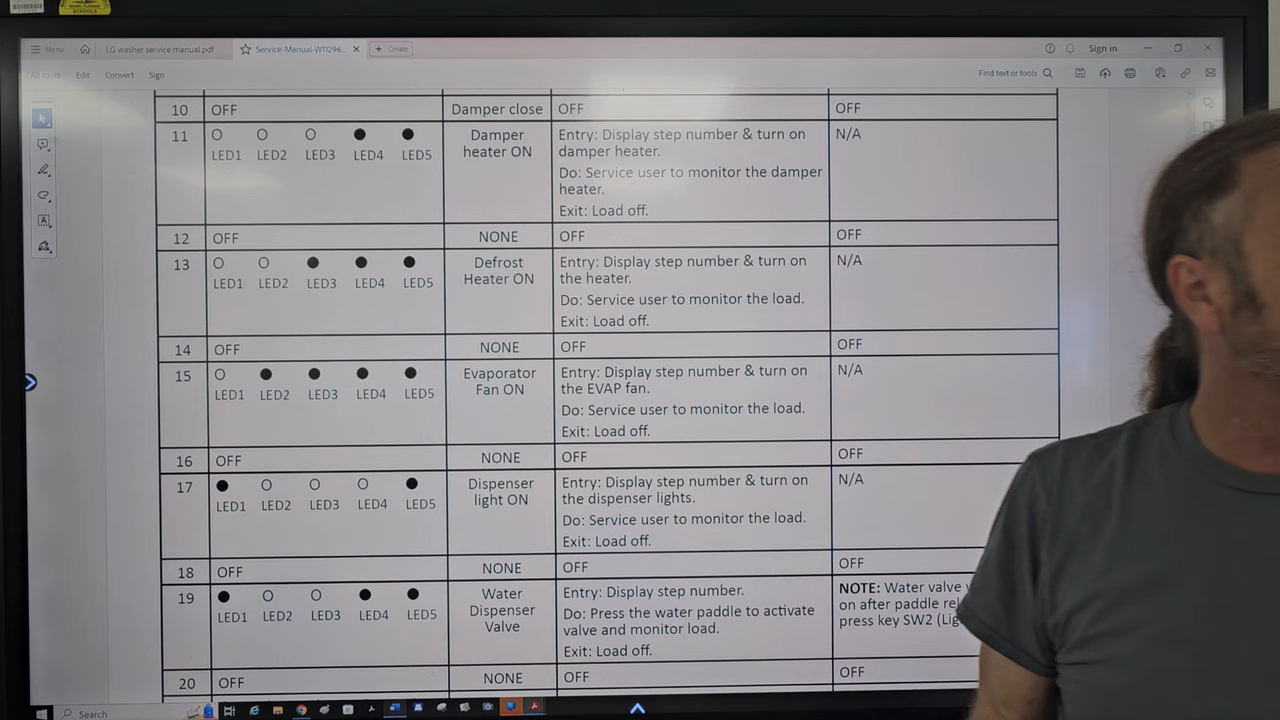 SCHOOLS
Menu
LG washer service manual.pdf
Service-Manual-W11296...
Create
Sign in
All tools Edit Convert Sign
Find text or tools
10 OFF Damper close OFF OFF
11 LED1 LED2 LED3 LED4 LED5
Damper
heater ON
Entry: Display step number & turn on
damper heater.
Do: Service user to monitor the damper
heater.
Exit: Load off.
N/A
12 OFF NONE OFF OFF
13 LED1 LED2 LED3 LED4 LED5
Defrost
Heater ON
Entry: Display step number & turn on
the heater.
Do: Service user to monitor the load.
Exit: Load off.
N/A
14 OFF NONE OFF OFF
15 LED1 LED2 LED3 LED4 LED5
Evaporator
Fan ON
Entry: Display step number & turn on
the EVAP fan.
Do: Service user to monitor the load.
Exit: Load off.
N/A
16 OFF NONE OFF OFF
17 LED1 LED2 LED3 LED4 LED5
Dispenser
light ON
Entry: Display step number & turn on
the dispenser lights.
Do: Service user to monitor the load.
Exit: Load off.
N/A
18 OFF NONE OFF OFF
19 LED1 LED2 LED3 LED4 LED5
Water
Dispenser
Valve
Entry: Display step number.
Do: Press the water paddle to activate
valve and monitor load.
Exit: Load off.
NOTE: Water valve
on after paddle
press key SW2
20 OFF NONE OFF OFF
Search